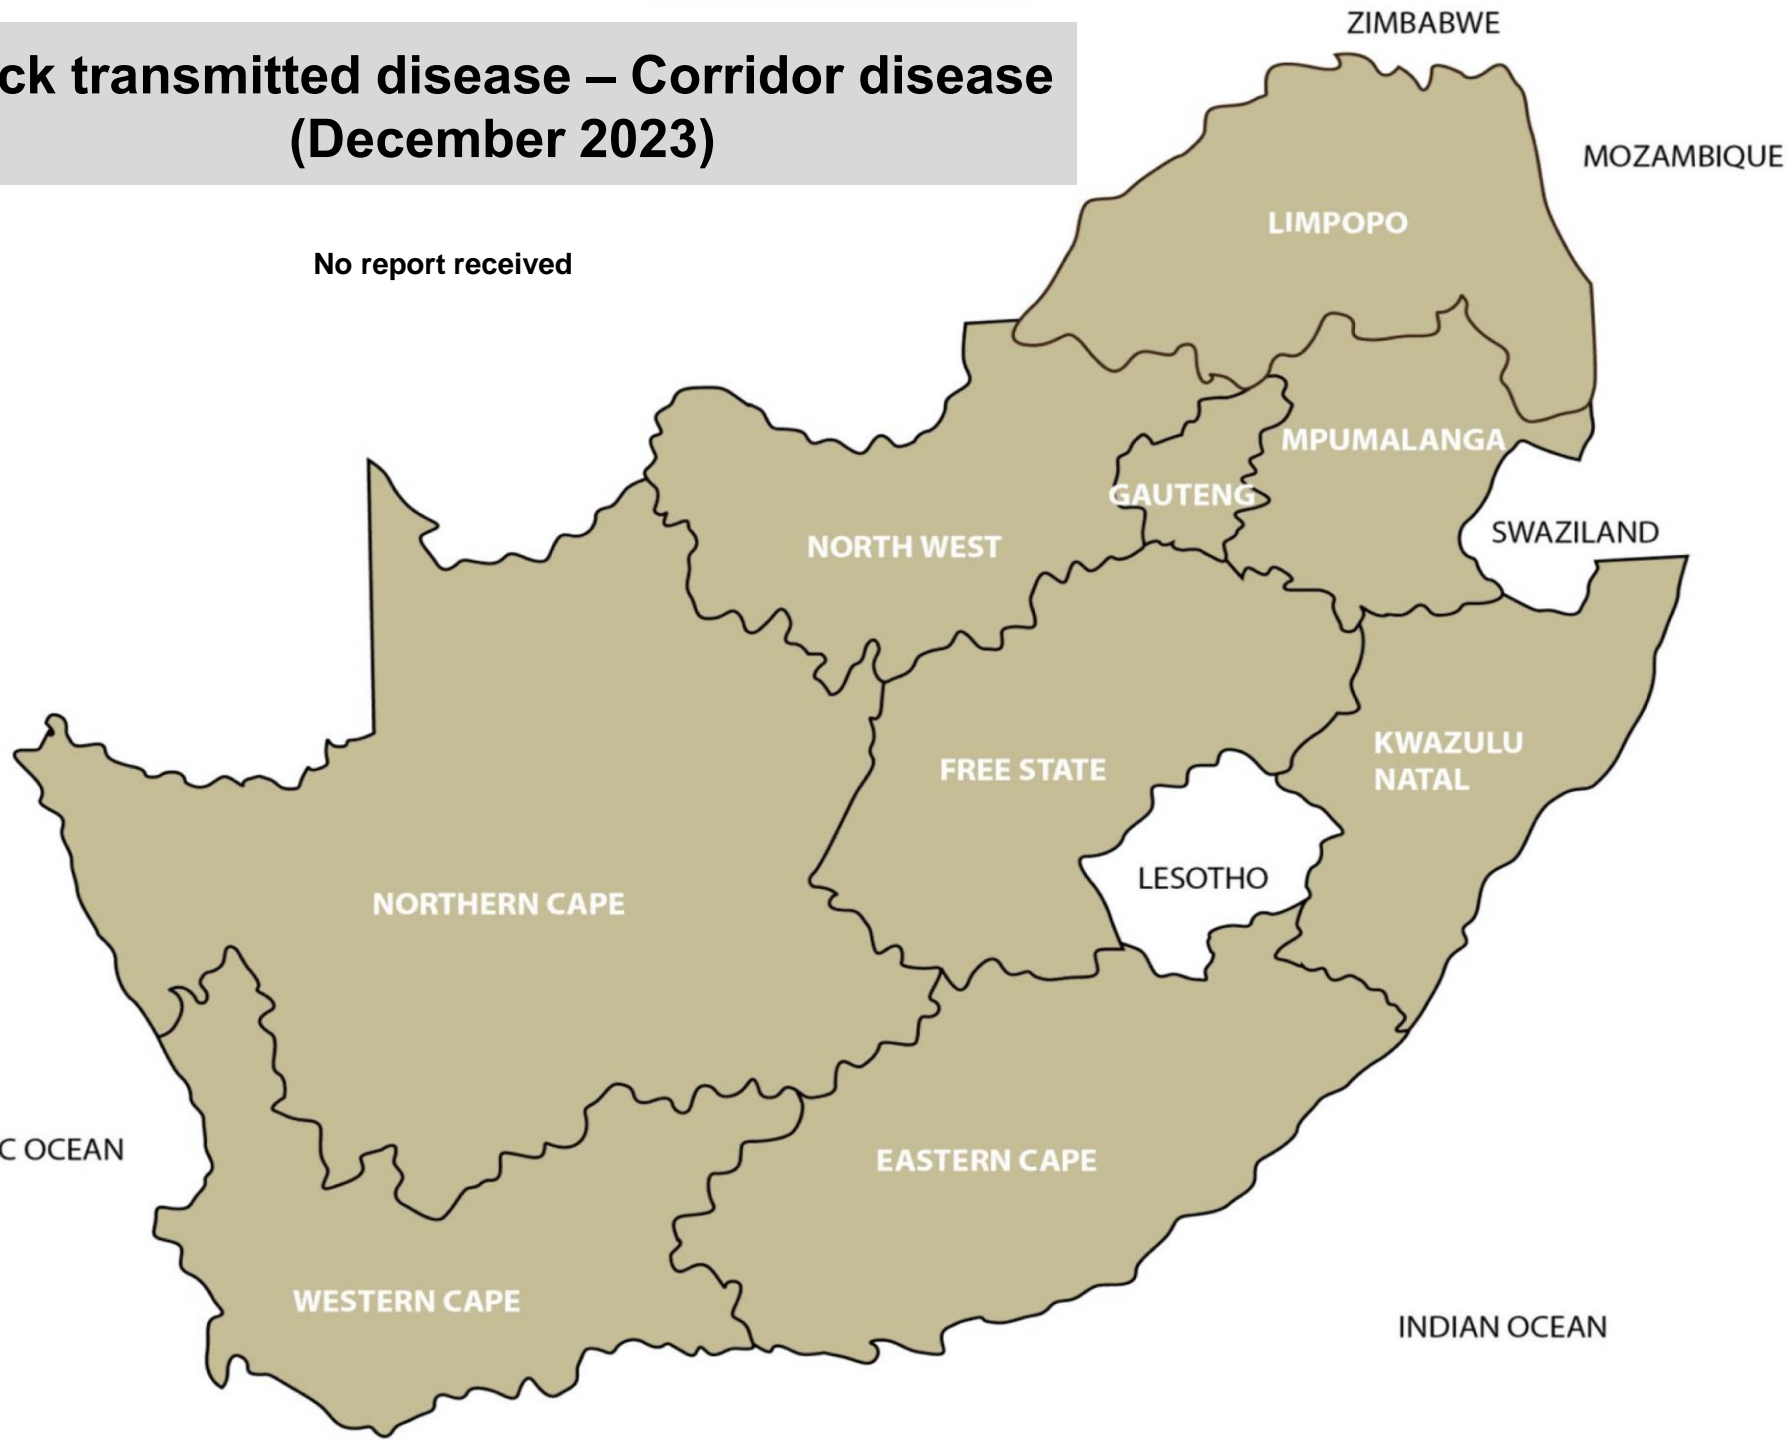 ZIMBABWE
ck transmitted disease – Corridor disease
(December 2023)
MOZAMBIQUE
LIMPOPO
No report received
MPUMALANGA
GAUTENG
SWAZILAND
NORTH WEST
KWAZULU
NATAL
FREE STATE
LESOTHO
NORTHERN CAPE
C OCEAN
EASTERN CAPE
WESTERN CAPE
INDIAN OCEAN